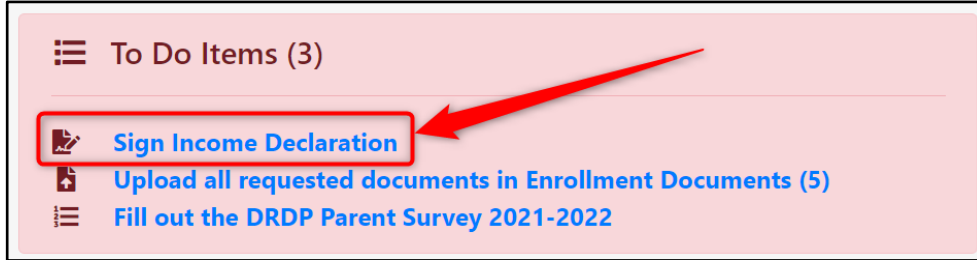 To Do Items (3)
Sign Income Declaration
Upload all requested documents in Enrollment Documents (5)
Fill out the DRDP Parent Survey 2021-2022